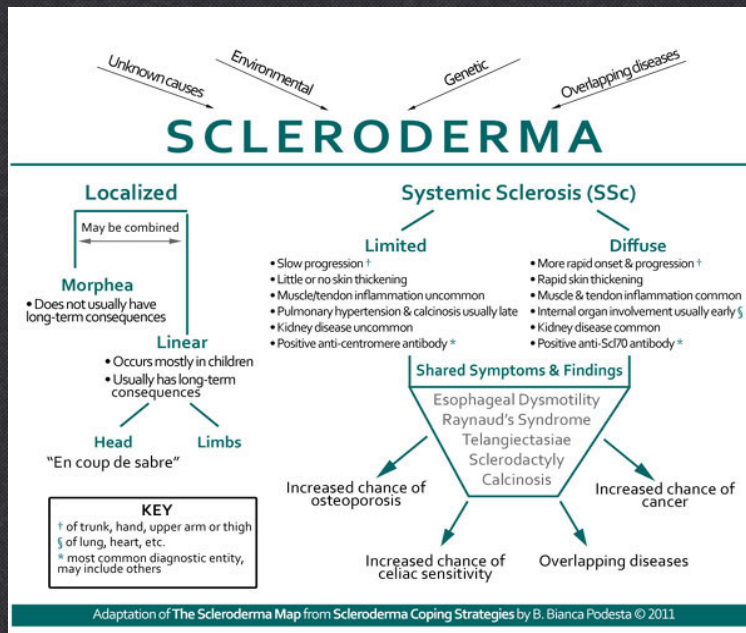 Unknown causes
Environmental
Genetic
Overlapping diseases
SCLERODERMA
Localized
May be combined
Morphea
• Does not usually have
long-term consequences
Linear
• Occurs mostly in children
• Usually has long-term
consequences
Head
Limbs
"En coup de sabre"
KEY
† of trunk, hand, upper arm or thigh
§ of lung, heart, etc.
* most common diagnostic entity,
may include others
Systemic Sclerosis (SSc)
Limited
• Slow progression †
• Little or no skin thickening
• Muscle/tendon inflammation uncommon
• Pulmonary hypertension & calcinosis usually late
• Kidney disease uncommon
• Positive anti-centromere antibody *
Diffuse
• More rapid onset & progression †
• Rapid skin thickening
• Muscle & tendon inflammation common
• Internal organ involvement usually early §
• Kidney disease common
• Positive anti-Scl70 antibody *
Shared Symptoms & Findings
Esophageal Dysmotility
Raynaud's Syndrome
Telangiectasiae
Sclerodactyly
Calcinosis
Increased chance of
osteoporosis
Increased chance of
celiac sensitivity
Overlapping diseases
Increased chance of
cancer
Adaptation of The Scleroderma Map from Scleroderma Coping Strategies by B. Bianca Podesta © 2011